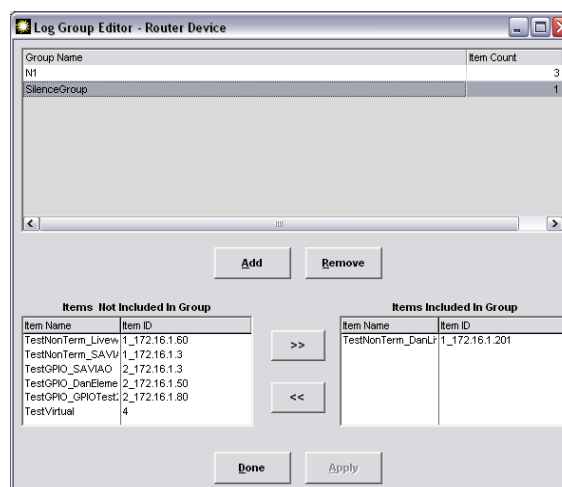 Log Group Editor - Router Device
Group Name Item Count
N1 3
SilenceGroup 1
Add Remove
Items Not Included In Group
Item Name Item ID
TestNonTerm_Livew 1_172.16.1.60
TestNonTerm_SAVIA 1_172.16.1.3
TestGPIO_SAVIAO 2_172.16.1.3
TestGPIO_DanEleme 2_172.16.1.50
TestGPIO_GPIOTest2 2_172.16.1.80
TestVirtual 4
>>
<<
Items Included In Group
Item Name Item ID
TestNonTerm_DanLi 1_172.16.1.201
Done Apply